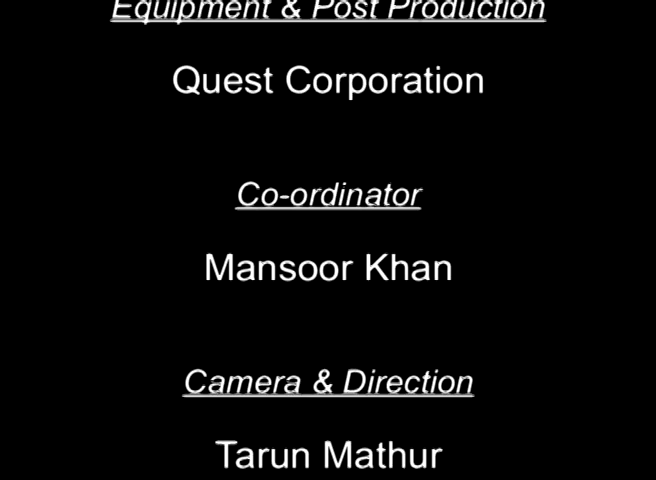 Equipment & Post Production
Quest Corporation
Co-ordinator
Mansoor Khan
Camera & Direction
Tarun Mathur